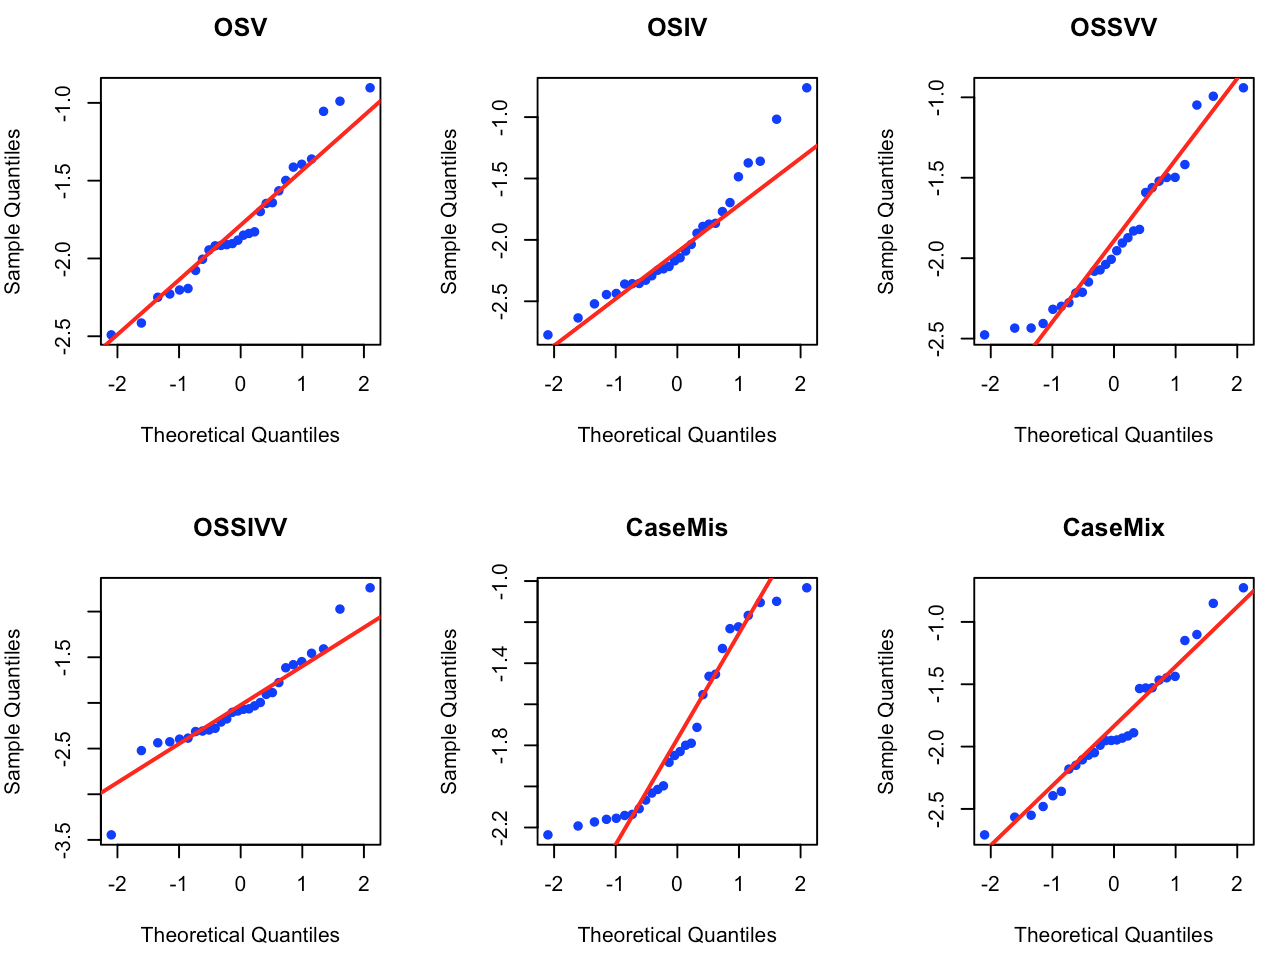 OSV
OSIV
OSSVV
Sample Quantiles
-1.0
-1.5
-2.0
-2.5
Sample Quantiles
-1.0
-1.5
-2.0
-2.5
Sample Quantiles
-1.0
-1.5
-2.0
-2.5
-2 -1 0 1 2
-2 -1 0 1 2
-2 -1 0 1 2
Theoretical Quantiles
Theoretical Quantiles
Theoretical Quantiles
OSSIVV
CaseMis
CaseMix
Sample Quantiles
-1.5
-2.5
-3.5
Sample Quantiles
-1.0
-1.4
-1.8
-2.2
Sample Quantiles
-1.0
-1.5
-2.0
-2.5
-2 -1 0 1 2
-2 -1 0 1 2
-2 -1 0 1 2
Theoretical Quantiles
Theoretical Quantiles
Theoretical Quantiles